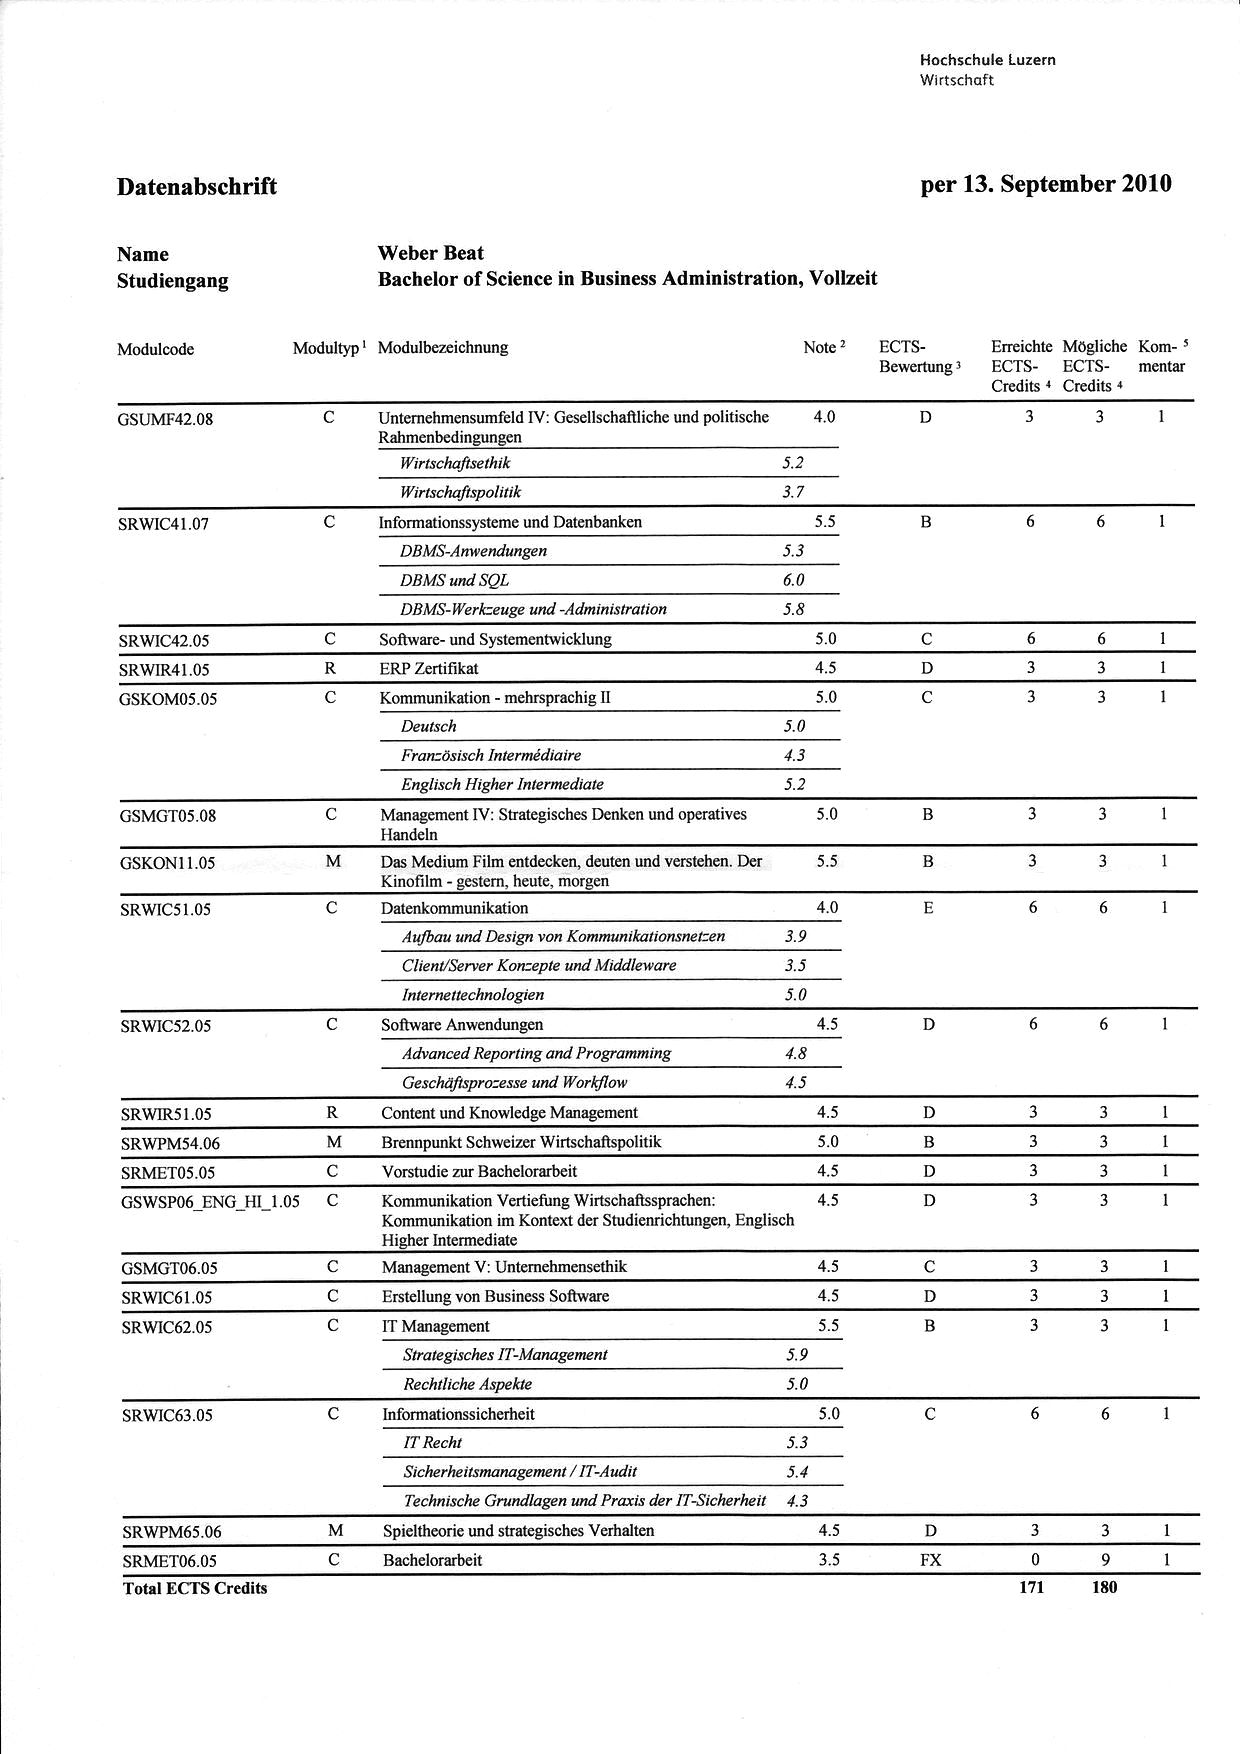 Hochschule Luzern
Wirtschaft
Datenabschrift per 13. September 2010
Name Weber Beat
Studiengang Bachelor of Science in Business Administration, Vollzeit
Modulcode Modultyp 1 Modulbezeichnung Note 2 ECTS- Erreichte Mögliche Kom- 5
Bewertung 3 ECTS- ECTS- mentar
Credits 4 Credits 4
GSUMF42.08 C Unternehmensumfeld IV: Gesellschaftliche und politische 4.0 D 3 3 1
Rahmenbedingungen
Wirtschaftsethik 5.2
Wirtschaftspolitik 3.7
SRWIC41.07 C Informationssysteme und Datenbanken 5.5 B 6 6 1
DBMS-Anwendungen 5.3
DBMS und SQL 6.0
DBMS-Werkzeuge und -Administration 5.8
SRWIC42.05 C Software- und Systementwicklung 5.0 C 6 6 1
SRWIR41.05 R ERP Zertifikat 4.5 D 3 3 1
GSKOM05.05 C Kommunikation - mehrsprachig II 5.0 C 3 3 1
Deutsch 5.0
Französisch Intermédiaire 4.3
Englisch Higher Intermediate 5.2
GSMGT05.08 C Management IV: Strategisches Denken und operatives 5.0 B 3 3 1
Handeln
GSKON11.05 M Das Medium Film entdecken, deuten und verstehen. Der 5.5 B 3 3 1
Kinofilm - gestern, heute, morgen
SRWIC51.05 C Datenkommunikation 4.0 E 6 6 1
Aufbau und Design von Kommunikationsnetzen 3.9
Client/Server Konzepte und Middleware 3.5
Internettechnologien 5.0
SRWIC52.05 C Software Anwendungen 4.5 D 6 6 1
Advanced Reporting and Programming 4.8
Geschäftsprozesse und Workflow 4.5
SRWIR51.05 R Content und Knowledge Management 4.5 D 3 3 1
SRWPM54.06 M Brennpunkt Schweizer Wirtschaftspolitik 5.0 B 3 3 1
SRMET05.05 C Vorstudie zur Bachelorarbeit 4.5 D 3 3 1
GSWSP06_ENG_HI_1.05 C Kommunikation Vertiefung Wirtschaftssprachen: 4.5 D 3 3 1
Kommunikation im Kontext der Studienrichtungen, Englisch
Higher Intermediate
GSMGT06.05 C Management V: Unternehmensethik 4.5 C 3 3 1
SRWIC61.05 C Erstellung von Business Software 4.5 D 3 3 1
SRWIC62.05 C IT Management 5.5 B 3 3 1
Strategisches IT-Management 5.9
Rechtliche Aspekte 5.0
SRWIC63.05 C Informationssicherheit 5.0 C 6 6 1
IT Recht 5.3
Sicherheitsmanagement / IT-Audit 5.4
Technische Grundlagen und Praxis der IT-Sicherheit 4.3
SRWPM65.06 M Spieltheorie und strategisches Verhalten 4.5 D 3 3 1
SRMET06.05 C Bachelorarbeit 3.5 FX 0 9 1
Total ECTS Credits 171 180